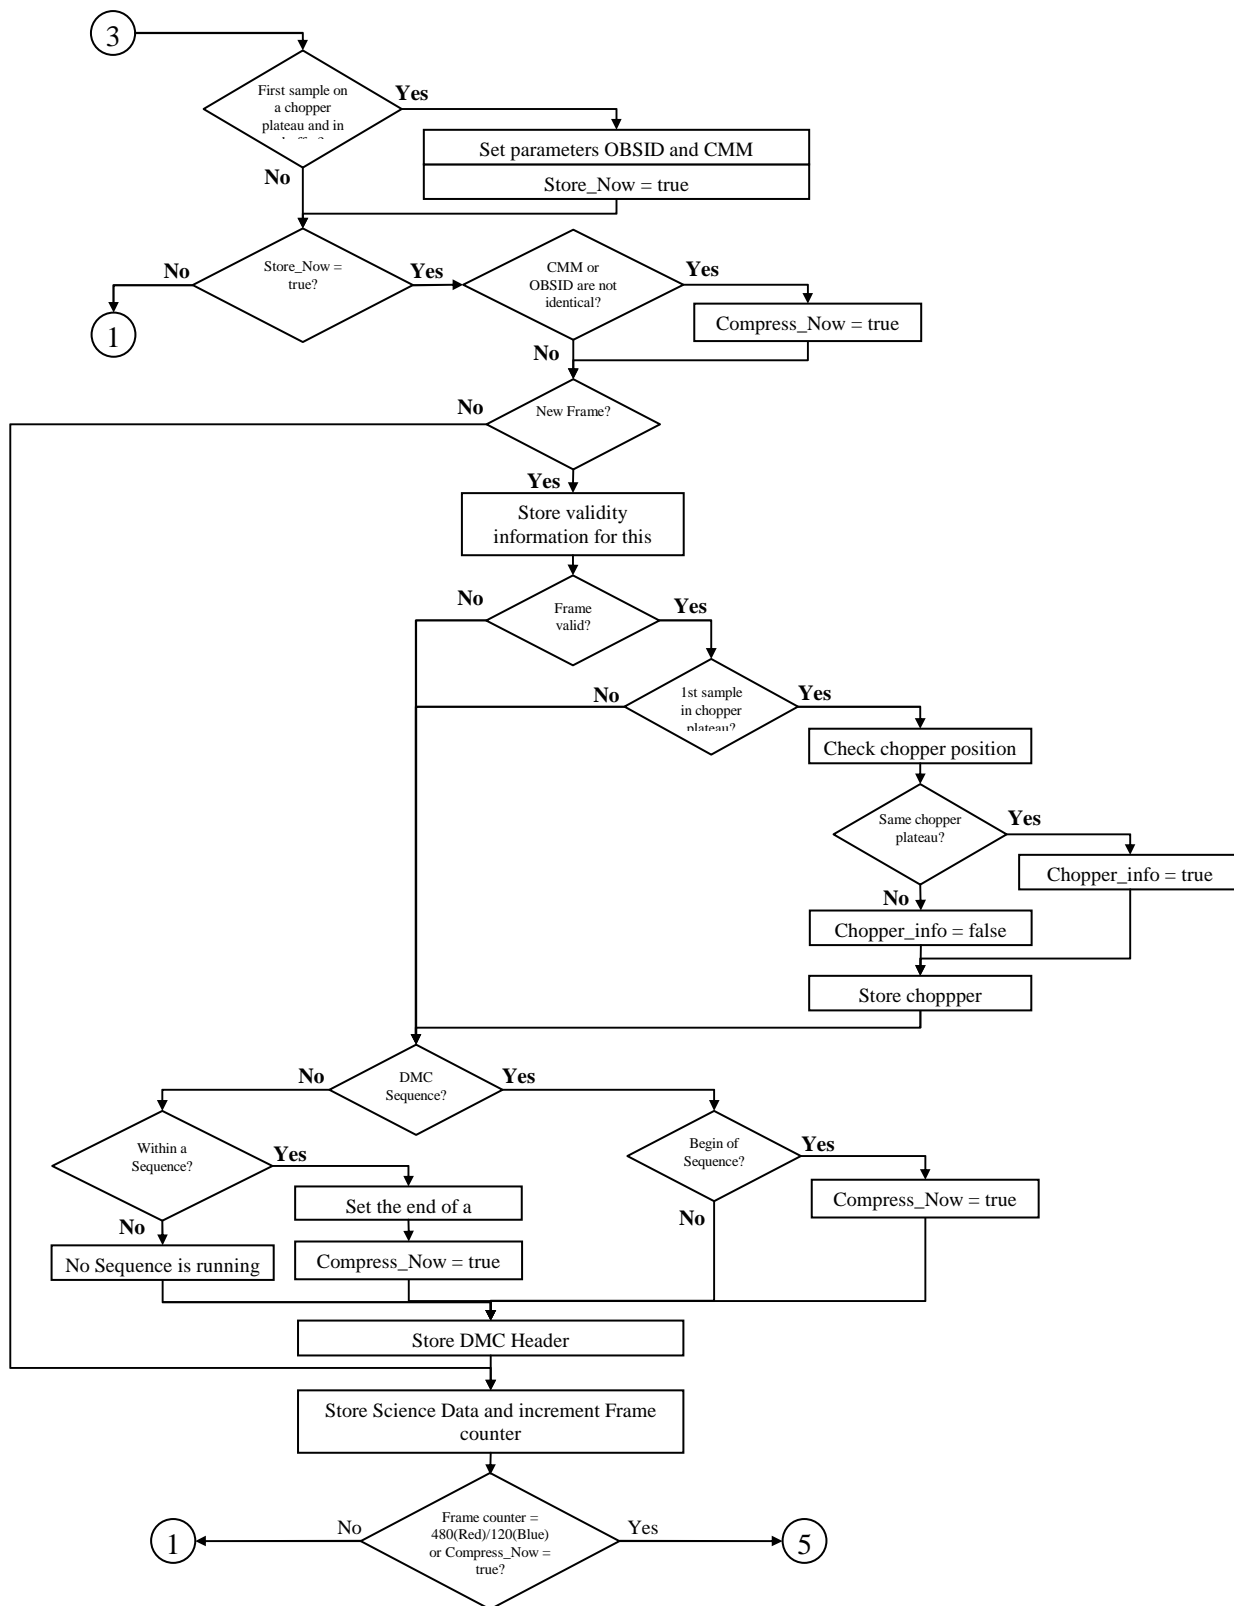 3
First sample on
a chopper
plateau and in
Yes
Set parameters OBSID and CMM
Store_Now = true
No
No
Store_Now =
true?
Yes
CMM or
OBSID are not
identical?
Yes
Compress_Now = true
1
No
No
New Frame?
Yes
Store validity
information for this
No
Frame
valid?
Yes
No
1st sample
in chopper
plateau?
Yes
Check chopper position
Same chopper
plateau?
Yes
Chopper_info = true
No
Chopper_info = false
Store choppper
No
DMC
Sequence?
Yes
Within a
Sequence?
Yes
Begin of
Sequence?
Yes
Set the end of a
Compress_Now = true
No
No
No Sequence is running
Compress_Now = true
Store DMC Header
Store Science Data and increment Frame
counter
1
No
Frame counter =
480(Red)/120(Blue)
or Compress_Now =
true?
Yes
5